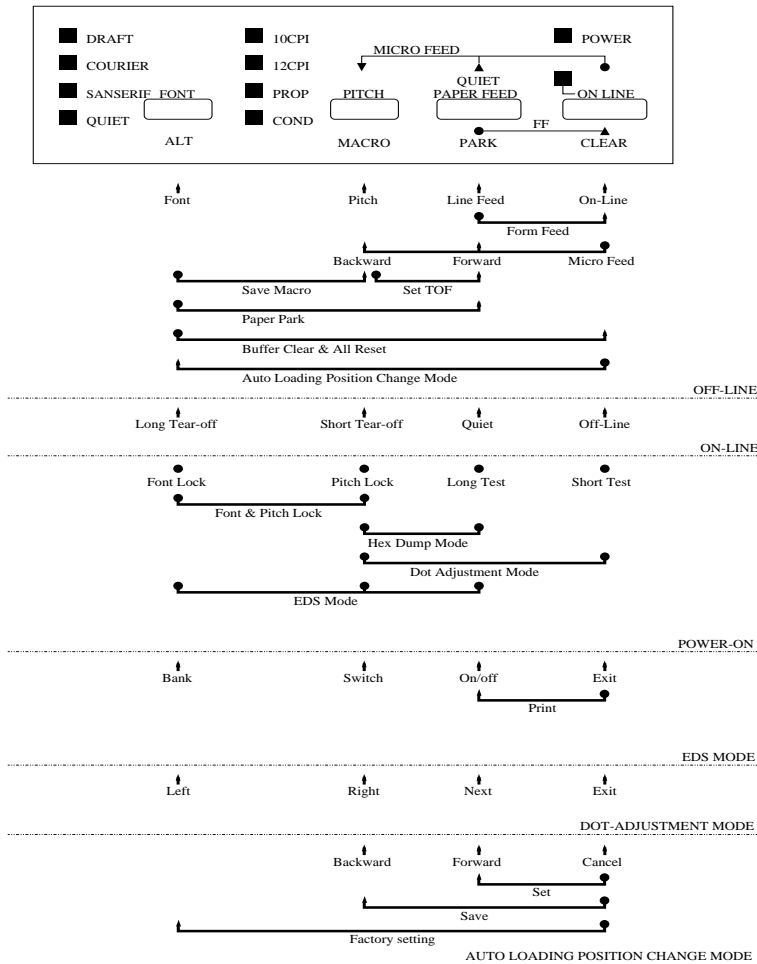 DRAFT 10CPI POWER
MICRO FEED
COURIER 12CPI
QUIET
SANSERIF FONT PROP PITCH PAPER FEED ON LINE
QUIET COND
FF
ALT MACRO PARK CLEAR
Font Pitch Line Feed On-Line
Form Feed
Backward Forward Micro Feed
Save Macro Set TOF
Paper Park
Buffer Clear & All Reset
Auto Loading Position Change Mode
OFF-LINE
Long Tear-off Short Tear-off Quiet Off-Line
ON-LINE
Font Lock Pitch Lock Long Test Short Test
Font & Pitch Lock
Hex Dump Mode
Dot Adjustment Mode
EDS Mode
POWER-ON
Bank Switch On/off Exit
Print
EDS MODE
Left Right Next Exit
DOT-ADJUSTMENT MODE
Backward Forward Cancel
Set
Save
Factory setting
AUTO LOADING POSITION CHANGE MODE